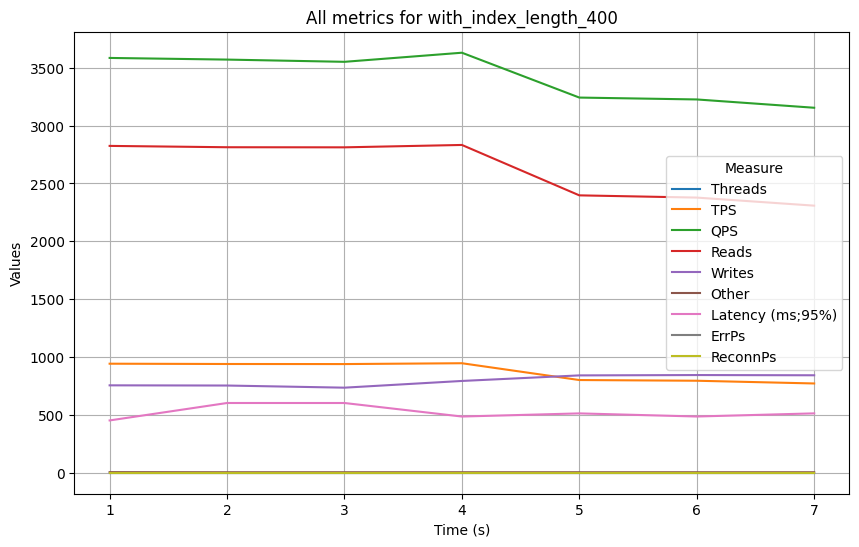 All metrics for with_index_length_400
Values
3500
3000
2500
2000
1500
1000
500
0
Measure
Threads
TPS
QPS
Reads
Writes
Other
Latency (ms;95%)
ErrPs
ReconnPs
1 2 3 4 5 6 7
Time (s)